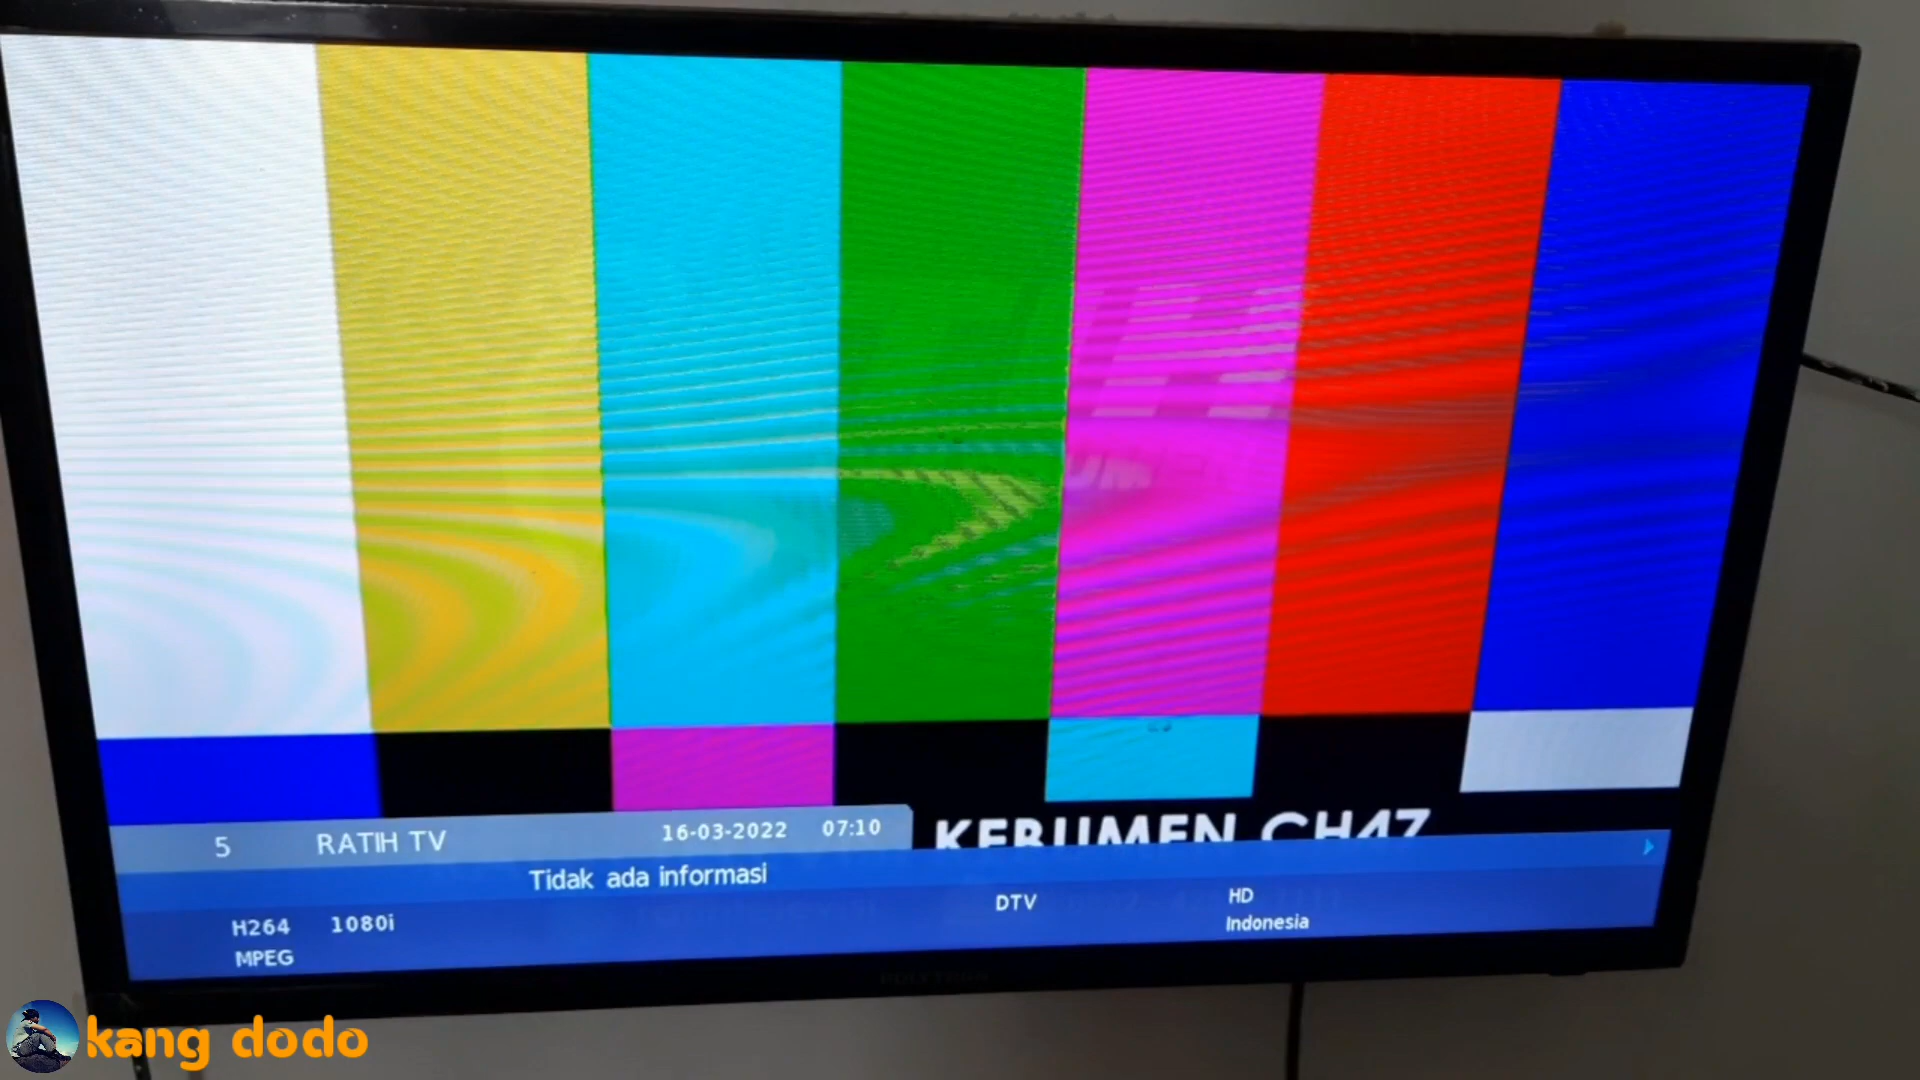 KEBUMEN CH47
5 RATIH TV 16-03-2022 07:10
Tidak ada informasi
H264 1080i DTV HD
MPEG Indonesia
POLYTRON
kang dodo